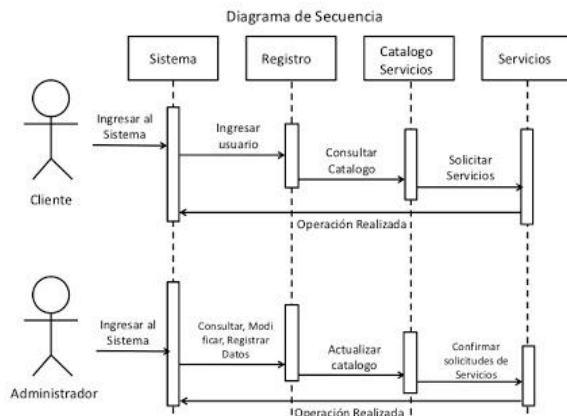 Diagrama de Secuencia
Sistema
Registro
Catalogo
Servicios
Servicios
Ingresar al
Sistema
Ingresar
usuario
Consultar
Catalogo
Solicitar
Servicios
Cliente
Operación Realizada
Ingresar al
Sistema
Consultar, Modi
ficar, Registrar
Datos
Actualizar
catalogo
Confirmar
solicitudes de
Servicios
Administrador
Operación Realizada